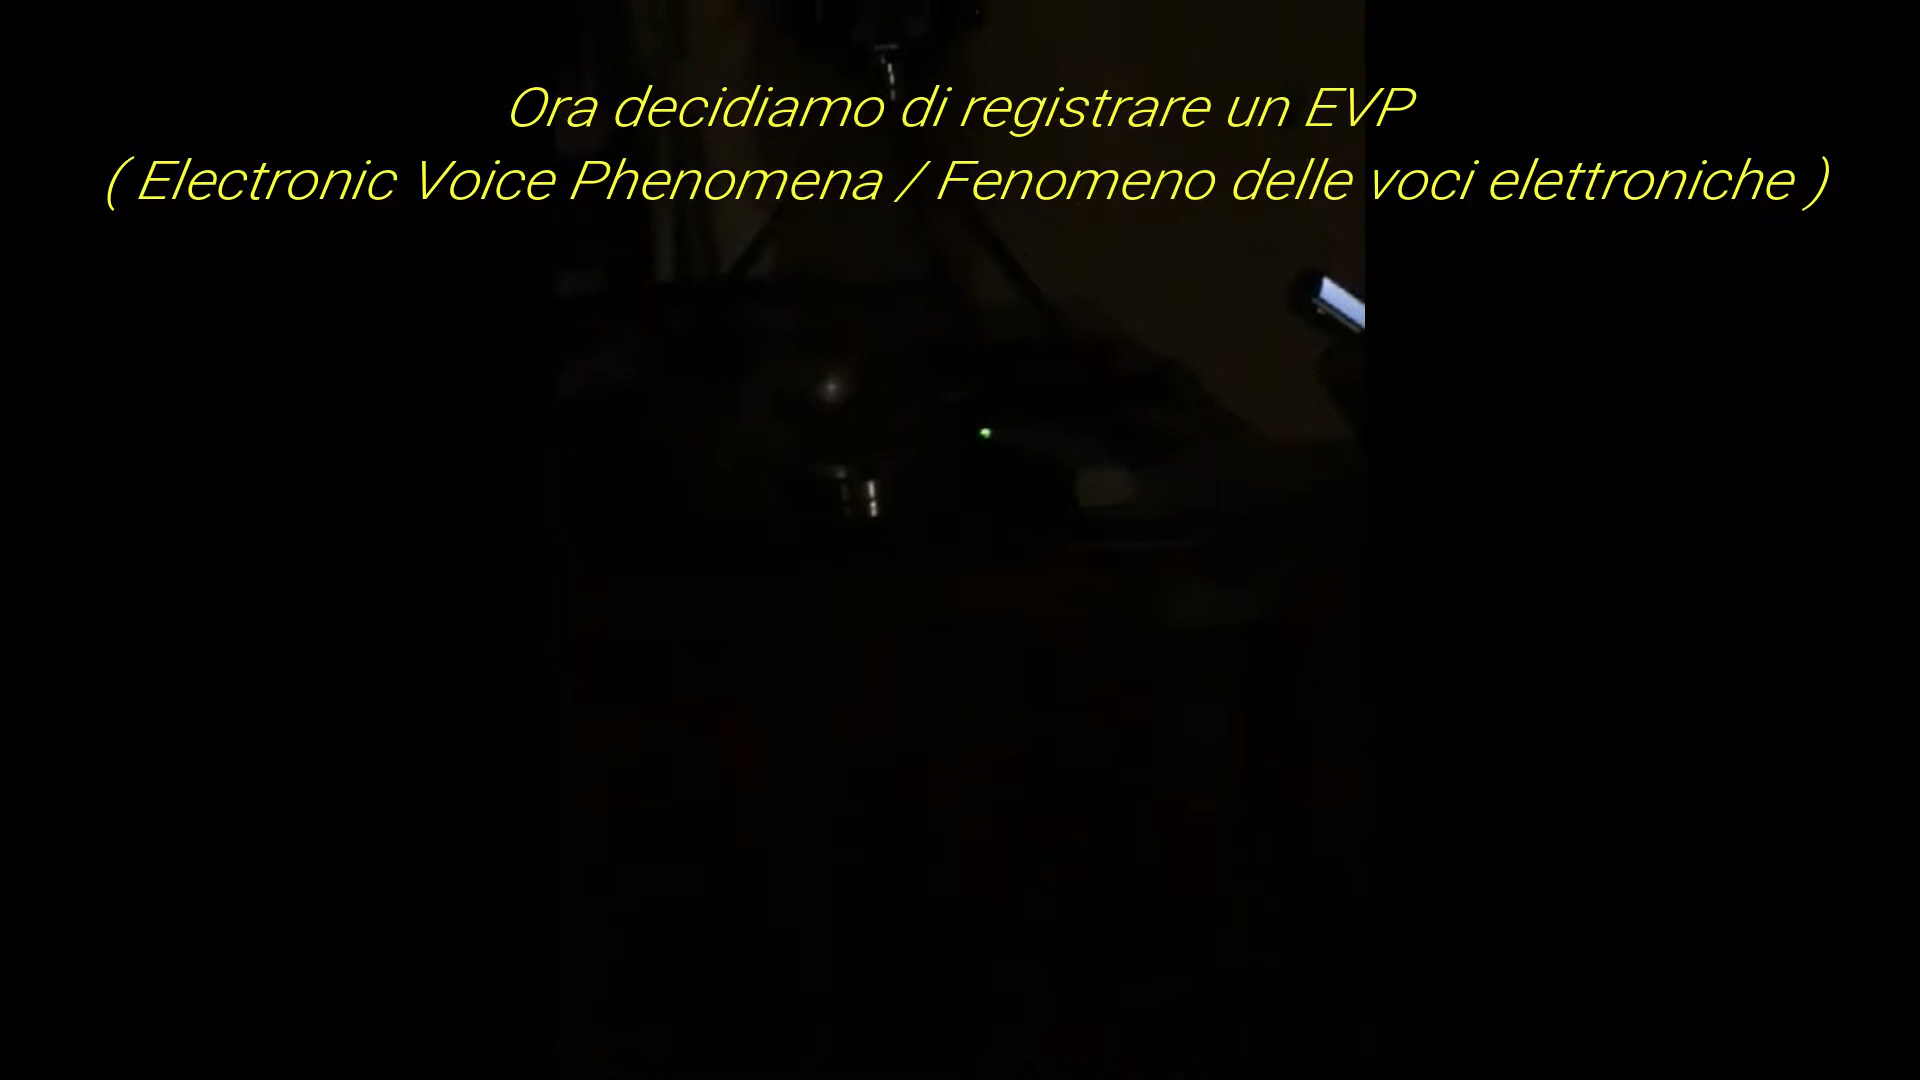 Ora decidiamo di registrare un EVP
( Electronic Voice Phenomena / Fenomeno delle voci elettroniche )